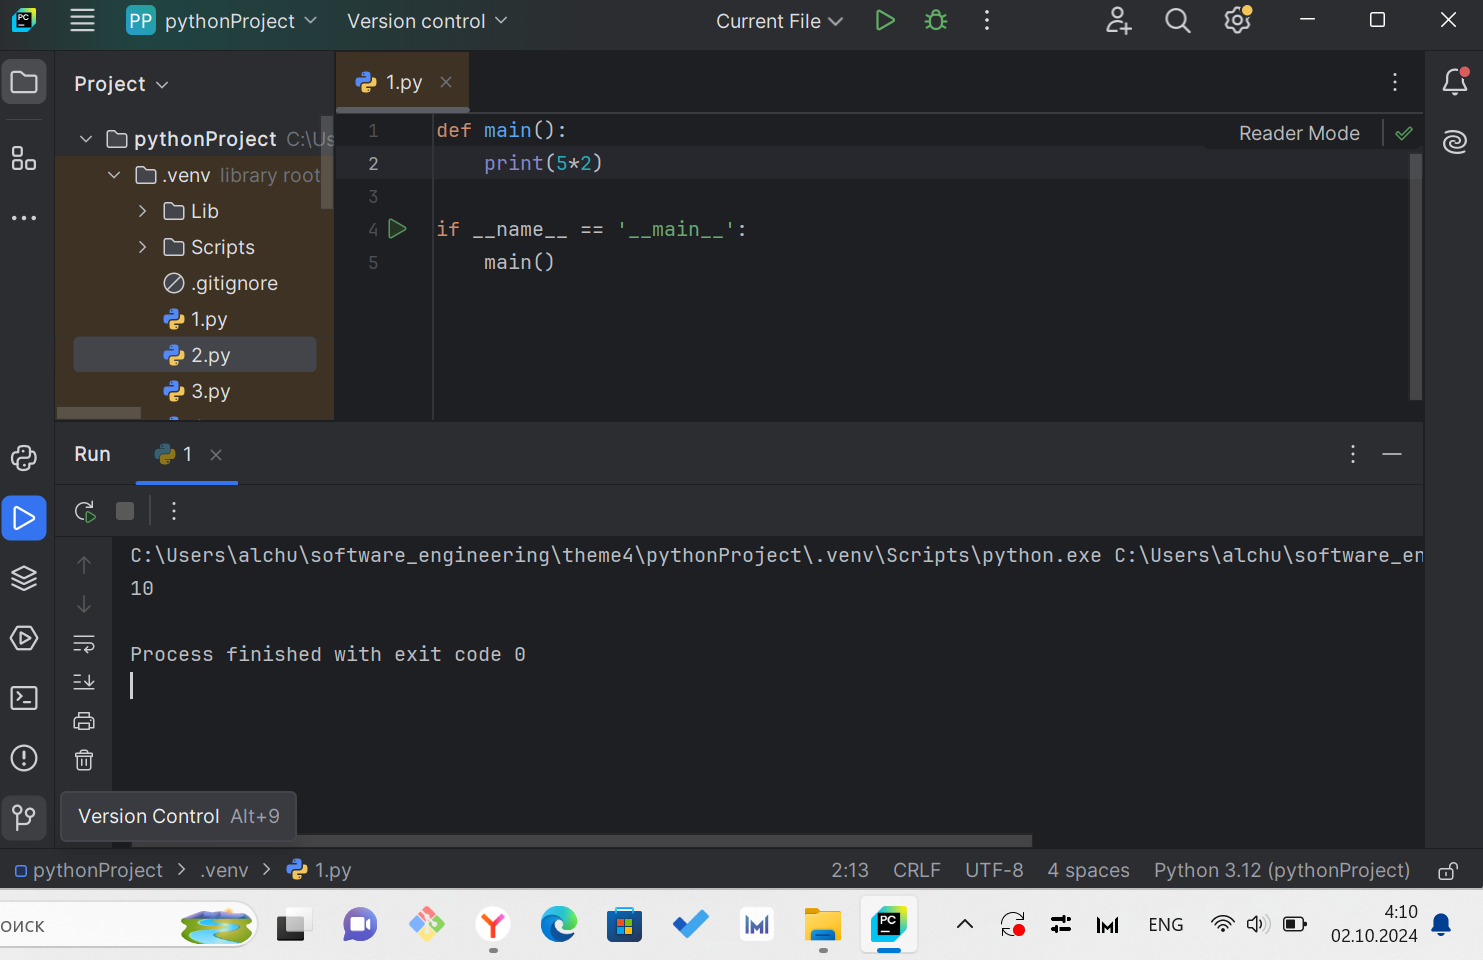 PC PP pythonProject Version control Current File
Project
1.py
pythonProject C:\Us
.venv library root
Lib
Scripts
.gitignore
1.py
2.py
3.py
1 def main():
2     print(5*2)
3
4 if __name__ == '__main__':
5     main()
Reader Mode
Run 1
C:\Users\alchu\software_engineering\theme4\pythonProject\.venv\Scripts\python.exe C:\Users\alchu\software_en
10
Process finished with exit code 0
Version Control Alt+9
pythonProject > .venv > 1.py 2:13 CRLF UTF-8 4 spaces Python 3.12 (pythonProject)
оиск
PC
ENG
4:10
02.10.2024